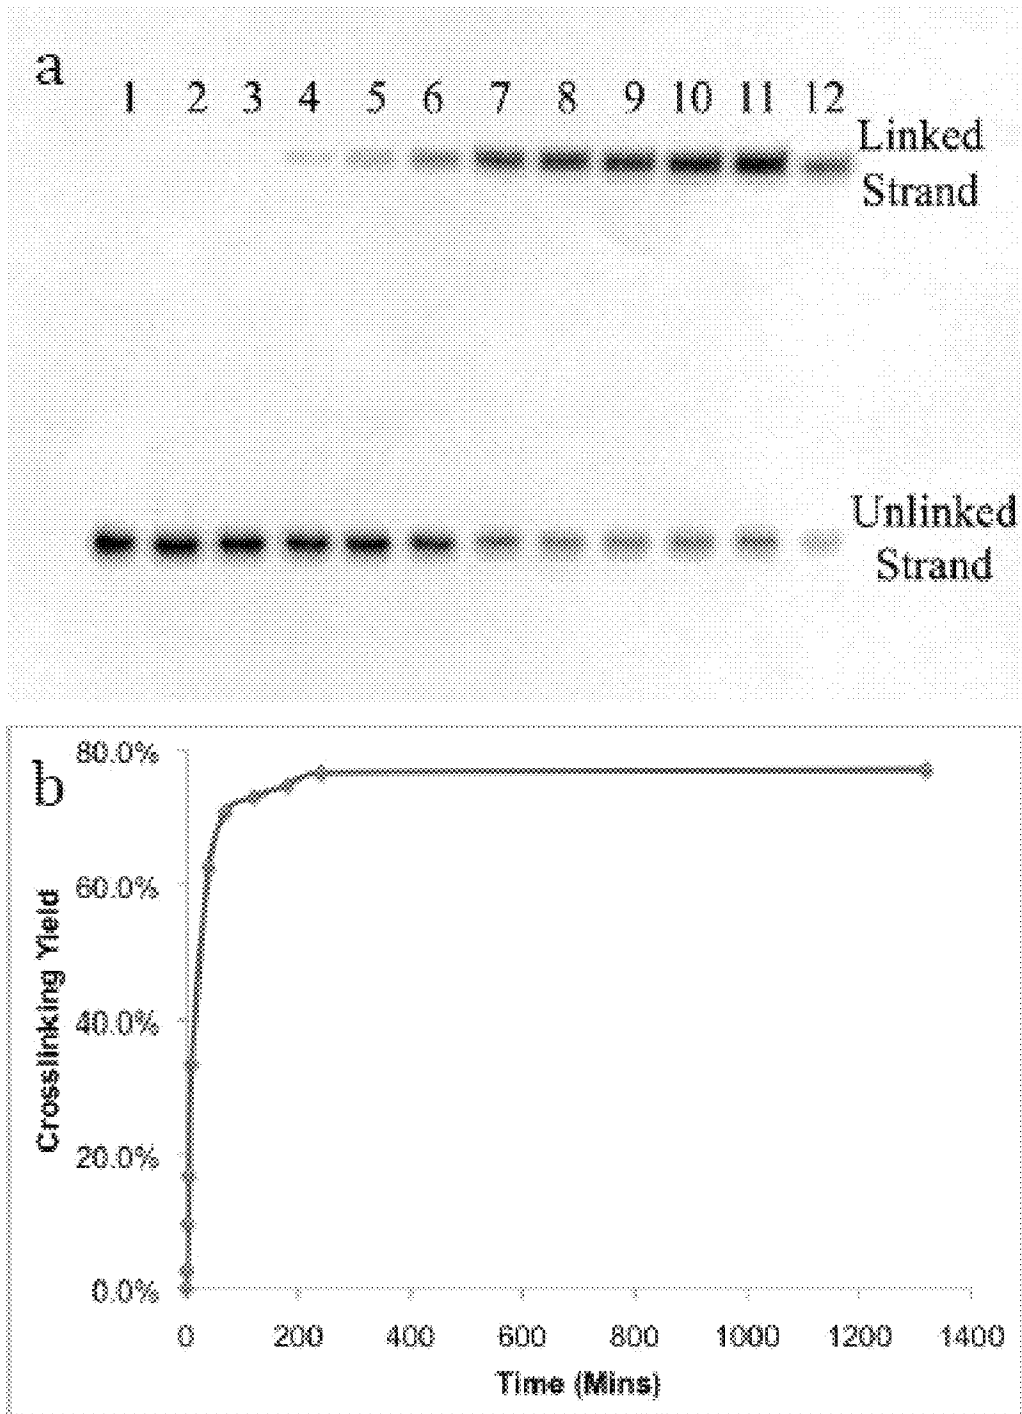 a
1 2 3 4 5 6 7 8 9 10 11 12
Linked
Strand
Unlinked
Strand
b
80.0%
60.0%
40.0%
20.0%
0.0%
Crosslinking Yield
0 200 400 600 800 1000 1200 1400
Time (Mins)